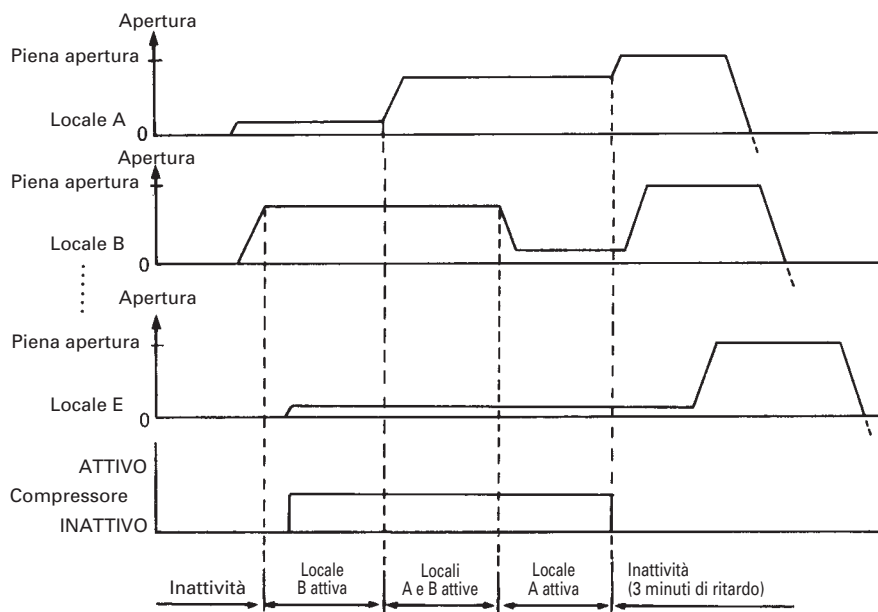 Apertura
Piena apertura
Locale A
0
Apertura
Piena apertura
Locale B
0
Apertura
Piena apertura
Locale E
0
ATTIVO
Compressore
INATTIVO
Inattività
Locale
B attiva
Locali
A e B attive
Locale
A attiva
Inattività
(3 minuti di ritardo)